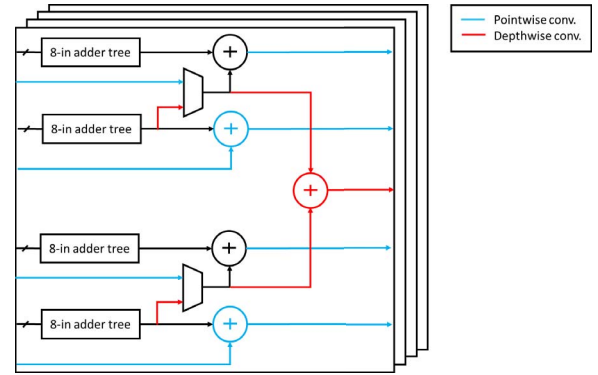 Pointwise conv.
Depthwise conv.
8-in adder tree
+
8-in adder tree
+
+
8-in adder tree
+
8-in adder tree
+